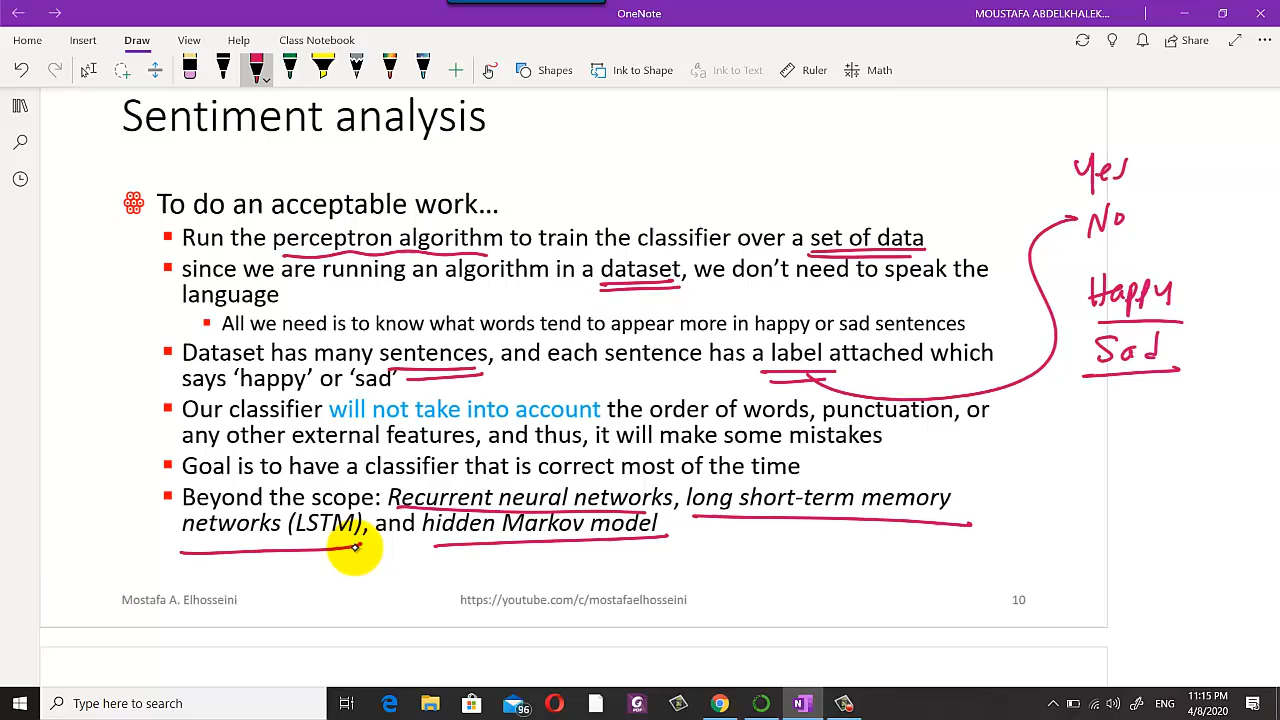 OneNote
MOUSTAFA ABDELKHALEK...
Home Insert Draw View Help Class Notebook
Share
Shapes Ink to Shape Ink to Text Ruler Math
Sentiment analysis
To do an acceptable work...
Run the perceptron algorithm to train the classifier over a set of data
since we are running an algorithm in a dataset, we don't need to speak the
language
All we need is to know what words tend to appear more in happy or sad sentences
Dataset has many sentences, and each sentence has a label attached which
says 'happy' or 'sad'
Our classifier will not take into account the order of words, punctuation, or
any other external features, and thus, it will make some mistakes
Goal is to have a classifier that is correct most of the time
Beyond the scope: Recurrent neural networks, long short-term memory
networks (LSTM), and hidden Markov model
Yes
No
Happy
Sad
Mostafa A. Elhosseini https://youtube.com/c/mostafaelhosseini 10
Type here to search
96
ENG
11:15 PM
4/8/2020